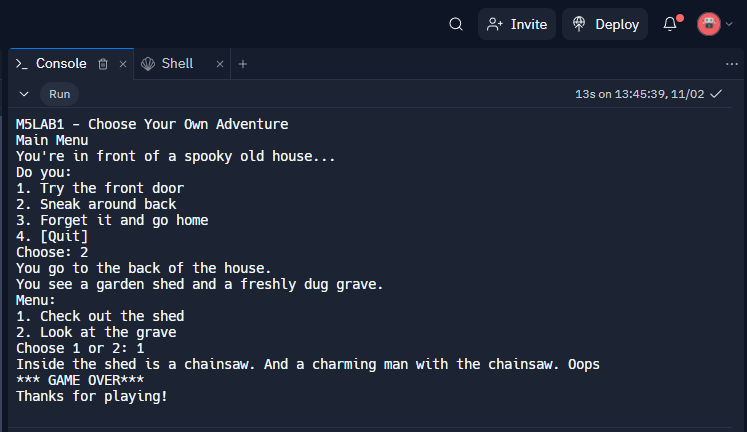 Invite
Deploy
Console
Shell
Run
13s on 13:45:39, 11/02
M5LAB1 - Choose Your Own Adventure
Main Menu
You're in front of a spooky old house...
Do you:
1. Try the front door
2. Sneak around back
3. Forget it and go home
4. [Quit]
Choose: 2
You go to the back of the house.
You see a garden shed and a freshly dug grave.
Menu:
1. Check out the shed
2. Look at the grave
Choose 1 or 2: 1
Inside the shed is a chainsaw. And a charming man with the chainsaw. Oops
*** GAME OVER***
Thanks for playing!